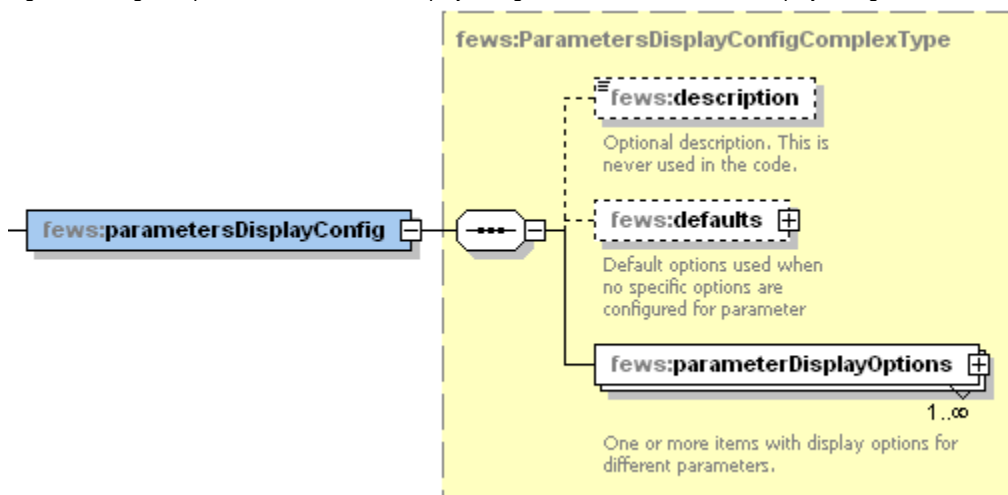 fews:ParametersDisplayConfigComplexType
fews:description
Optional description. This is
never used in the code.
fews:parametersDisplayConfig
fews:defaults
Default options used when
no specific options are
configured for parameter
fews:parameterDisplayOptions
1..∞
One or more items with display options for
different parameters.